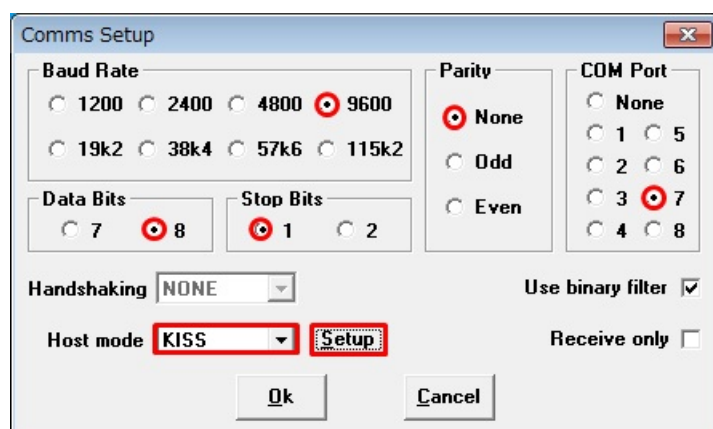 Comms Setup
Baud Rate
1200 2400 4800 9600
19k2 38k4 57k6 115k2
Parity
None
Odd
Even
COM Port
None
1 5
2 6
3 7
4 8
Data Bits
7 8
Stop Bits
1 2
Handshaking NONE
Use binary filter
Host mode KISS Setup
Receive only
Ok Cancel